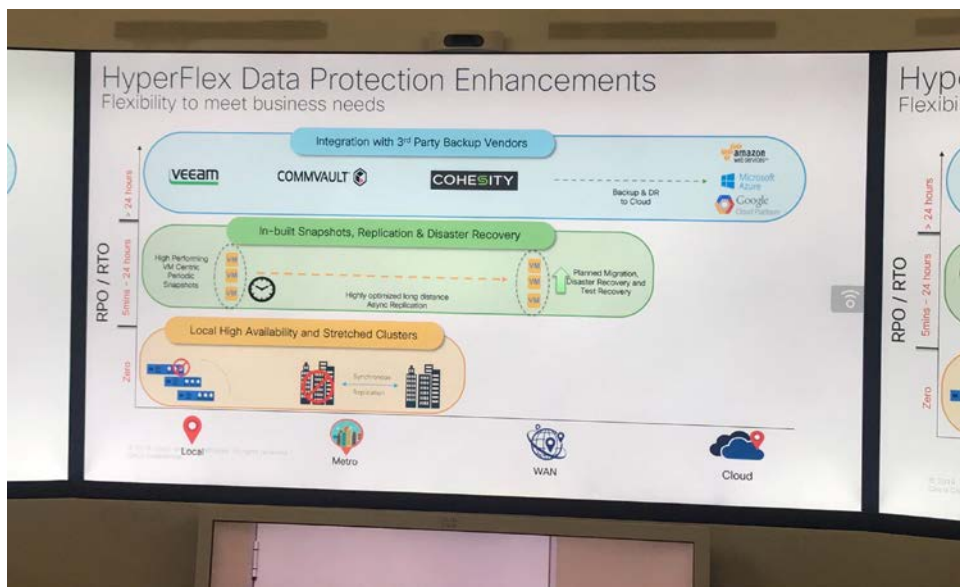 HyperFlex Data Protection Enhancements
Flexibility to meet business needs
Integration with 3rd Party Backup Vendors
veeam
COMMVAULT
COHESITY
Backup & DR
to Cloud
amazon
web services™
Microsoft
Azure
Google
Cloud Platform
> 24 hours
In-built Snapshots, Replication & Disaster Recovery
High Performing
VM Centric
Periodic
Snapshots
VM
VM
VM
Highly optimized long distance
Async Replication
VM
VM
VM
Planned Migration,
Disaster Recovery and
Test Recovery
5mins - 24 hours
RPO / RTO
Local High Availability and Stretched Clusters
Synchronous
Replication
Zero
Local
Metro
WAN
Cloud
Hype
Flexibi
> 24 hours
5mins - 24 hours
RPO / RTO
Zero